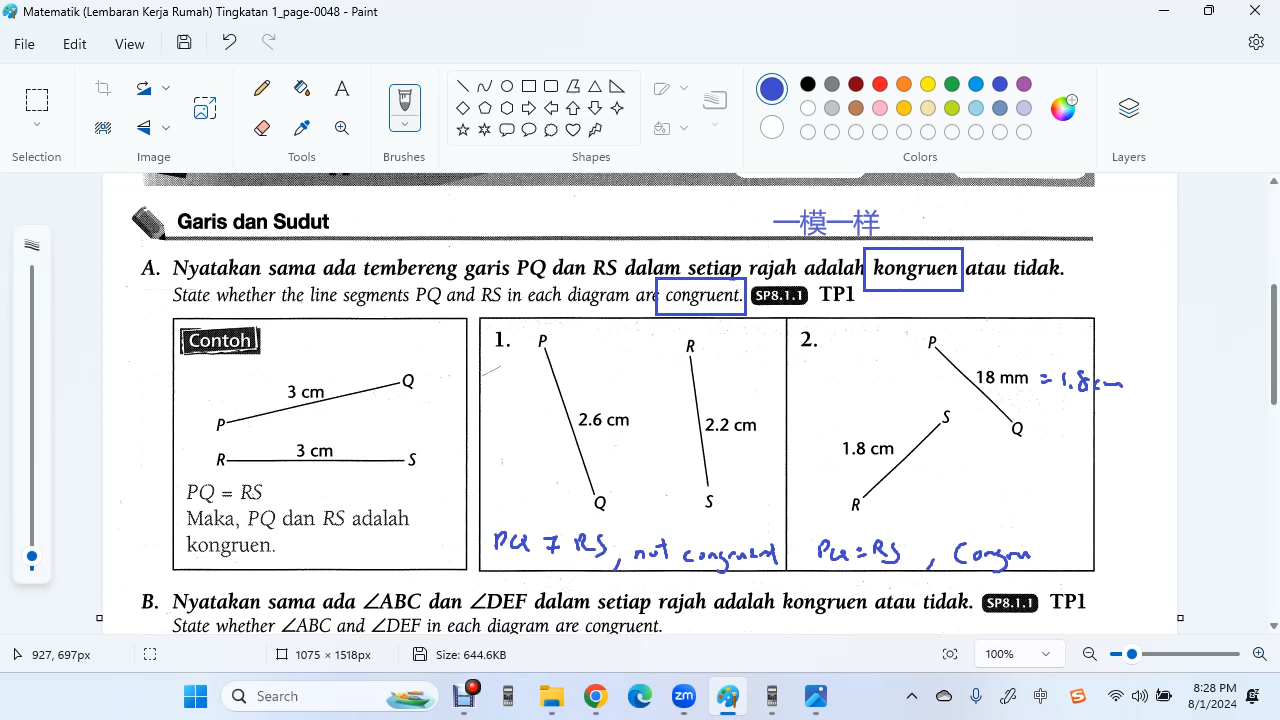 Matematik (Lembaran Kerja Rumah) Tingkatan 1_page-0048 - Paint
File Edit View
Selection Image Tools Brushes Shapes Colors Layers
Garis dan Sudut
一模一样
A. Nyatakan sama ada tembereng garis PQ dan RS dalam setiap rajah adalah kongruen atau tidak.
State whether the line segments PQ and RS in each diagram are congruent. SP8.1.1 TP1
Contoh
3 cm
Q
P
3 cm
R S
PQ = RS
Maka, PQ dan RS adalah
kongruen.
1. P R
2.6 cm 2.2 cm
Q S
PQ ≠ RS, not congruent
2. P
18 mm = 1.8 cm
S
Q
1.8 cm
R
PQ = RS, Congru
B. Nyatakan sama ada ∠ABC dan ∠DEF dalam setiap rajah adalah kongruen atau tidak. SP8.1.1 TP1
State whether ∠ABC and ∠DEF in each diagram are congruent.
927, 697px 1075 × 1518px Size: 644.6KB 100%
Search zm 中 8:28 PM
8/1/2024